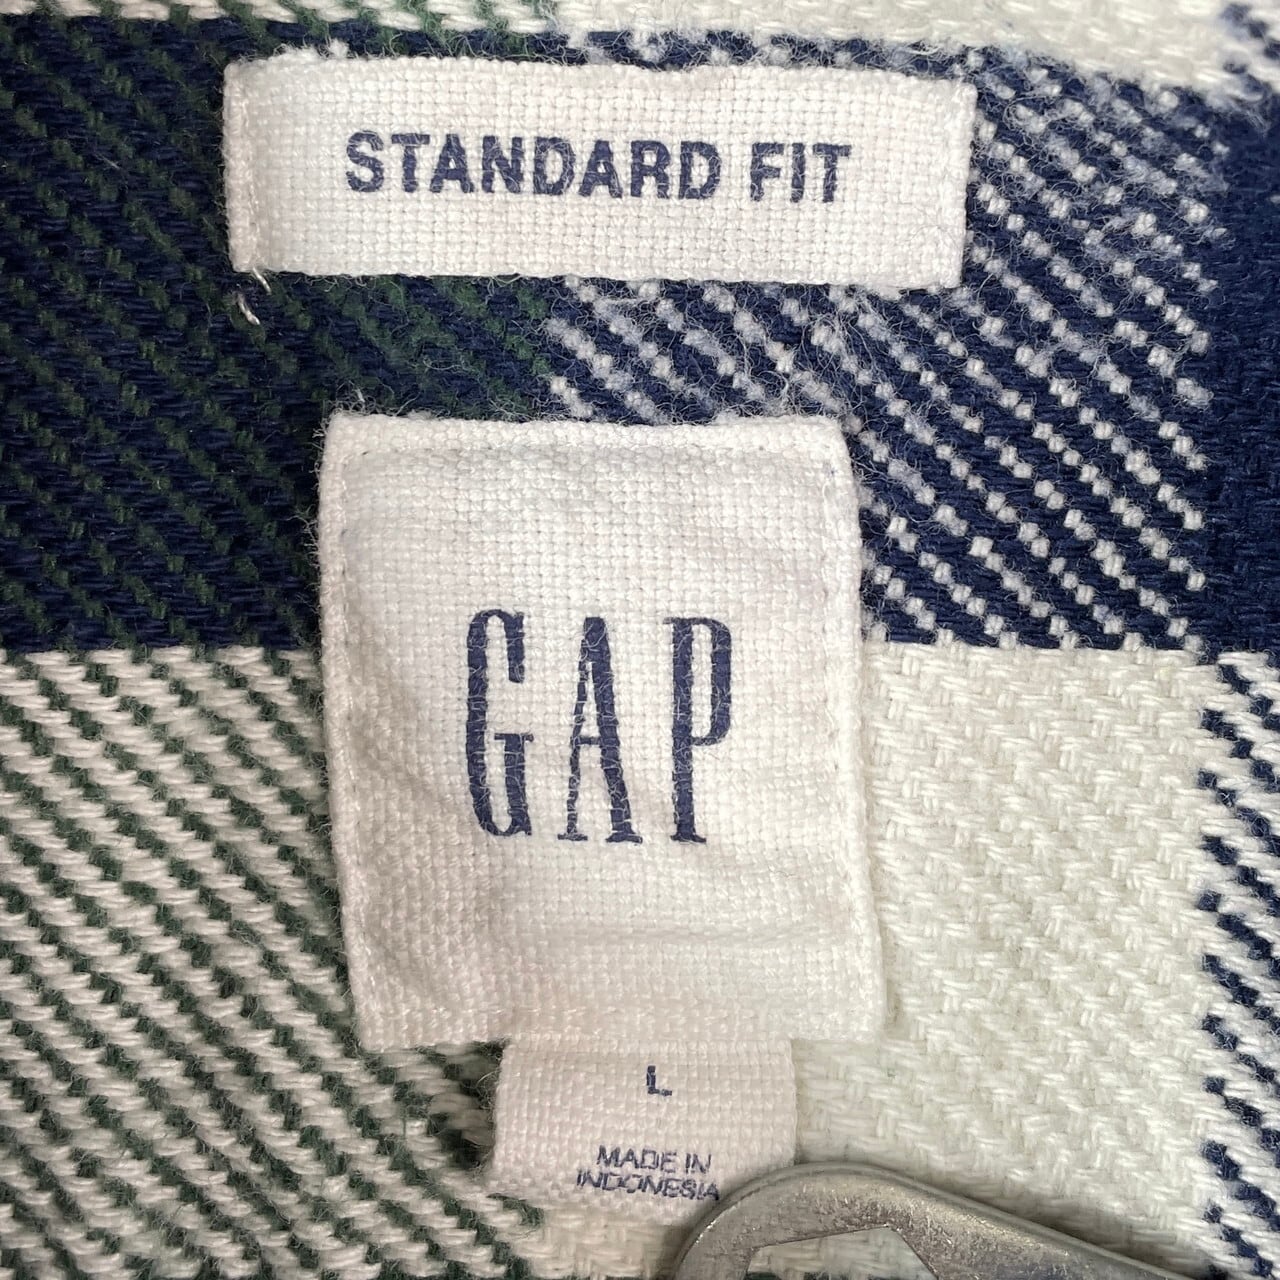 STANDARD FIT
GAP
L
MADE IN
INDONESIA